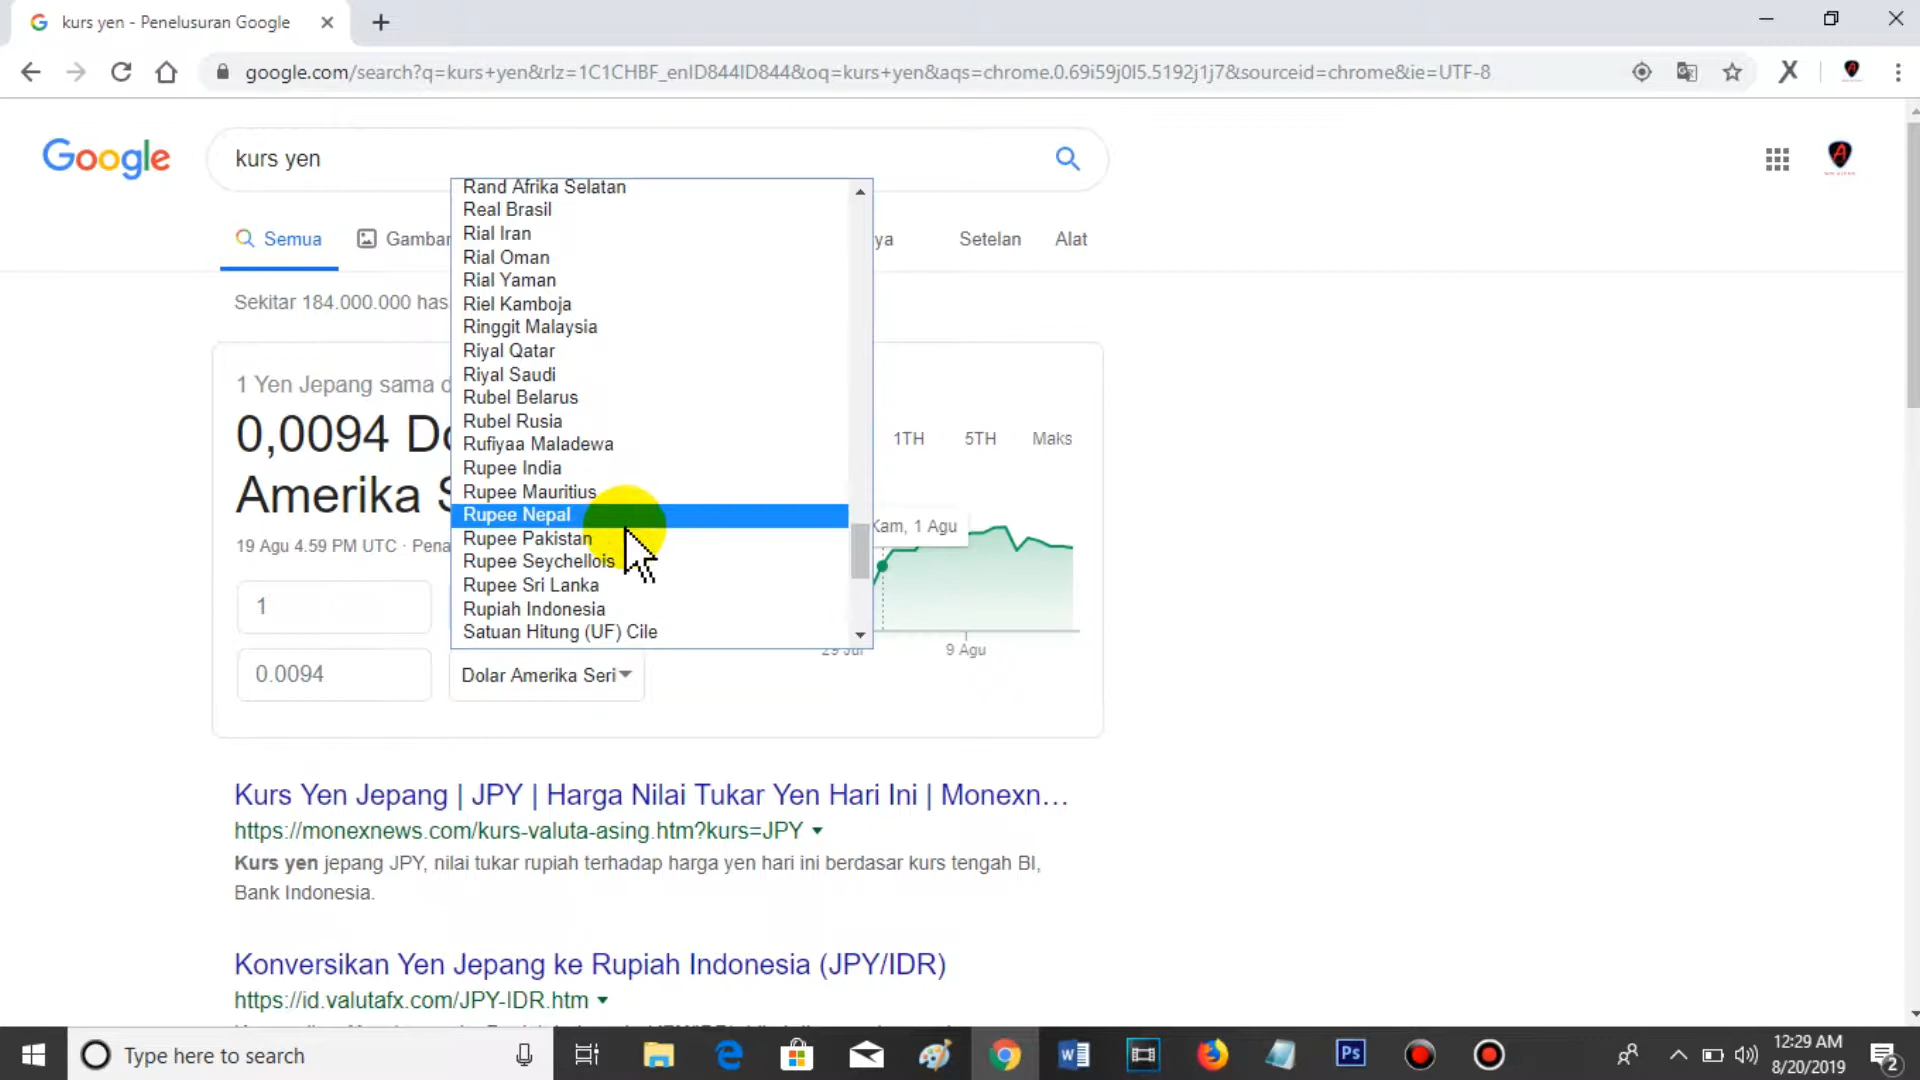 kurs yen - Penelusuran Google
google.com/search?q=kurs+yen&rlz=1C1CHBF_enID844ID844&oq=kurs+yen&aqs=chrome.0.69i59j0l5.5192j1j7&sourceid=chrome&ie=UTF-8
Google
kurs yen
Semua
Gambar
ya
Setelan
Alat
Sekitar 184.000.000 has
Rand Afrika Selatan
Real Brasil
Rial Iran
Rial Oman
Rial Yaman
Riel Kamboja
Ringgit Malaysia
Riyal Qatar
Riyal Saudi
Rubel Belarus
Rubel Rusia
Rufiyaa Maladewa
Rupee India
Rupee Mauritius
Rupee Nepal
Rupee Pakistan
Rupee Seychellois
Rupee Sri Lanka
Rupiah Indonesia
Satuan Hitung (UF) Cile
1 Yen Jepang sama d
0,0094 Do
Amerika S
19 Agu 4.59 PM UTC · Pena
1
0.0094
Dolar Amerika Seri
1TH 5TH Maks
Kam, 1 Agu
29 Jul 9 Agu
Kurs Yen Jepang | JPY | Harga Nilai Tukar Yen Hari Ini | Monexn...
https://monexnews.com/kurs-valuta-asing.htm?kurs=JPY
Kurs yen jepang JPY, nilai tukar rupiah terhadap harga yen hari ini berdasar kurs tengah BI,
Bank Indonesia.
Konversikan Yen Jepang ke Rupiah Indonesia (JPY/IDR)
https://id.valutafx.com/JPY-IDR.htm
Type here to search
Ps
12:29 AM
8/20/2019
2